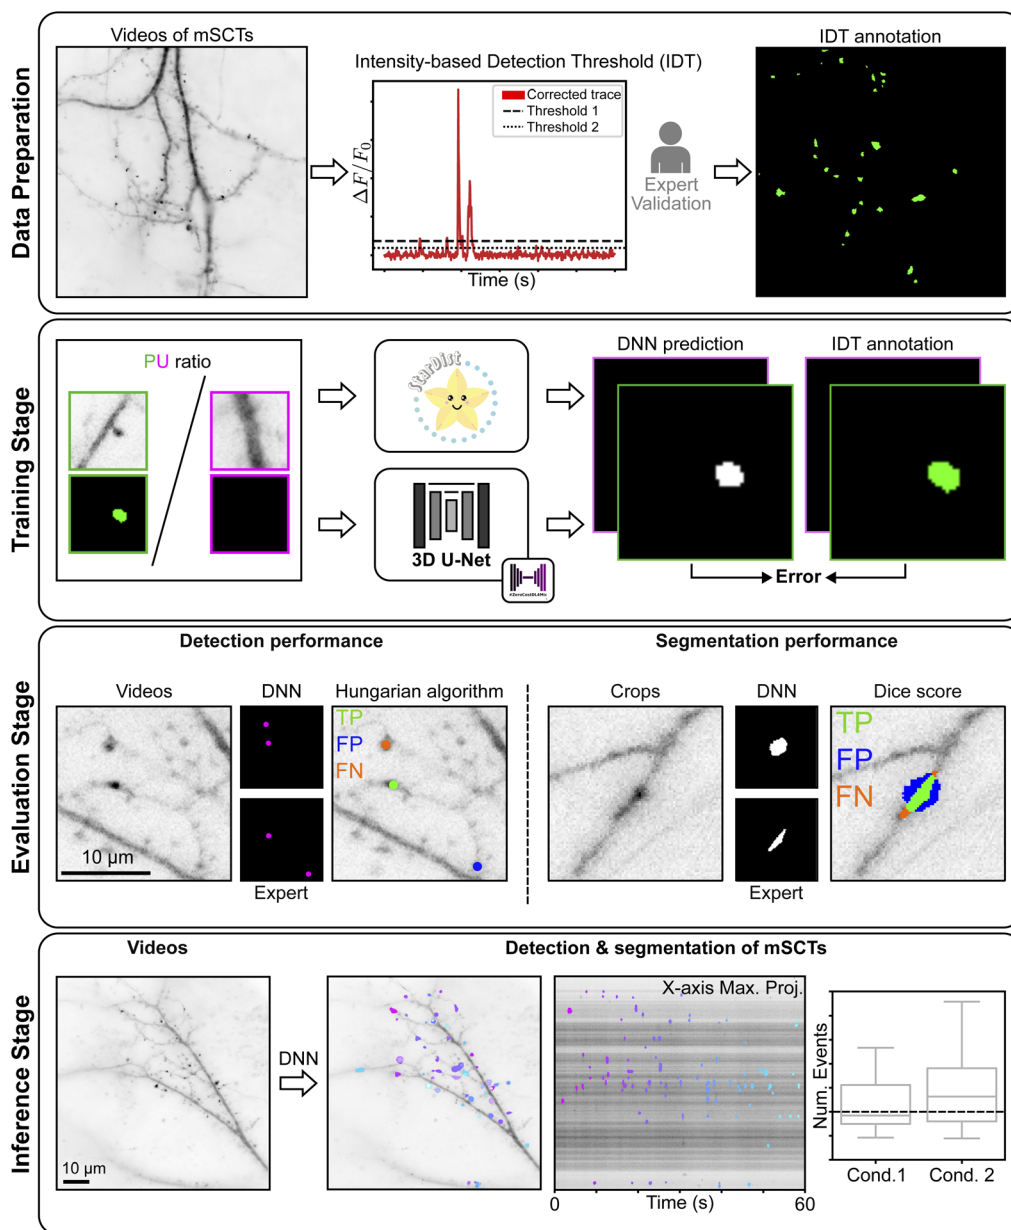 Data Preparation
Videos of mSCTs
Intensity-based Detection Threshold (IDT)
ΔF/F₀
Corrected trace
Threshold 1
Threshold 2
Time (s)
Expert
Validation
IDT annotation
Training Stage
PU ratio
StarDist
3D U-Net
#ZeroCostDL4Mic
DNN prediction
IDT annotation
Error
Evaluation Stage
Detection performance
Videos
DNN
Hungarian algorithm
TP
FP
FN
10 µm
Expert
Segmentation performance
Crops
DNN
Dice score
TP
FP
FN
Expert
Inference Stage
Videos
Detection & segmentation of mSCTs
10 µm
DNN
X-axis Max. Proj.
0
Time (s)
60
Num. Events
Cond.1
Cond. 2